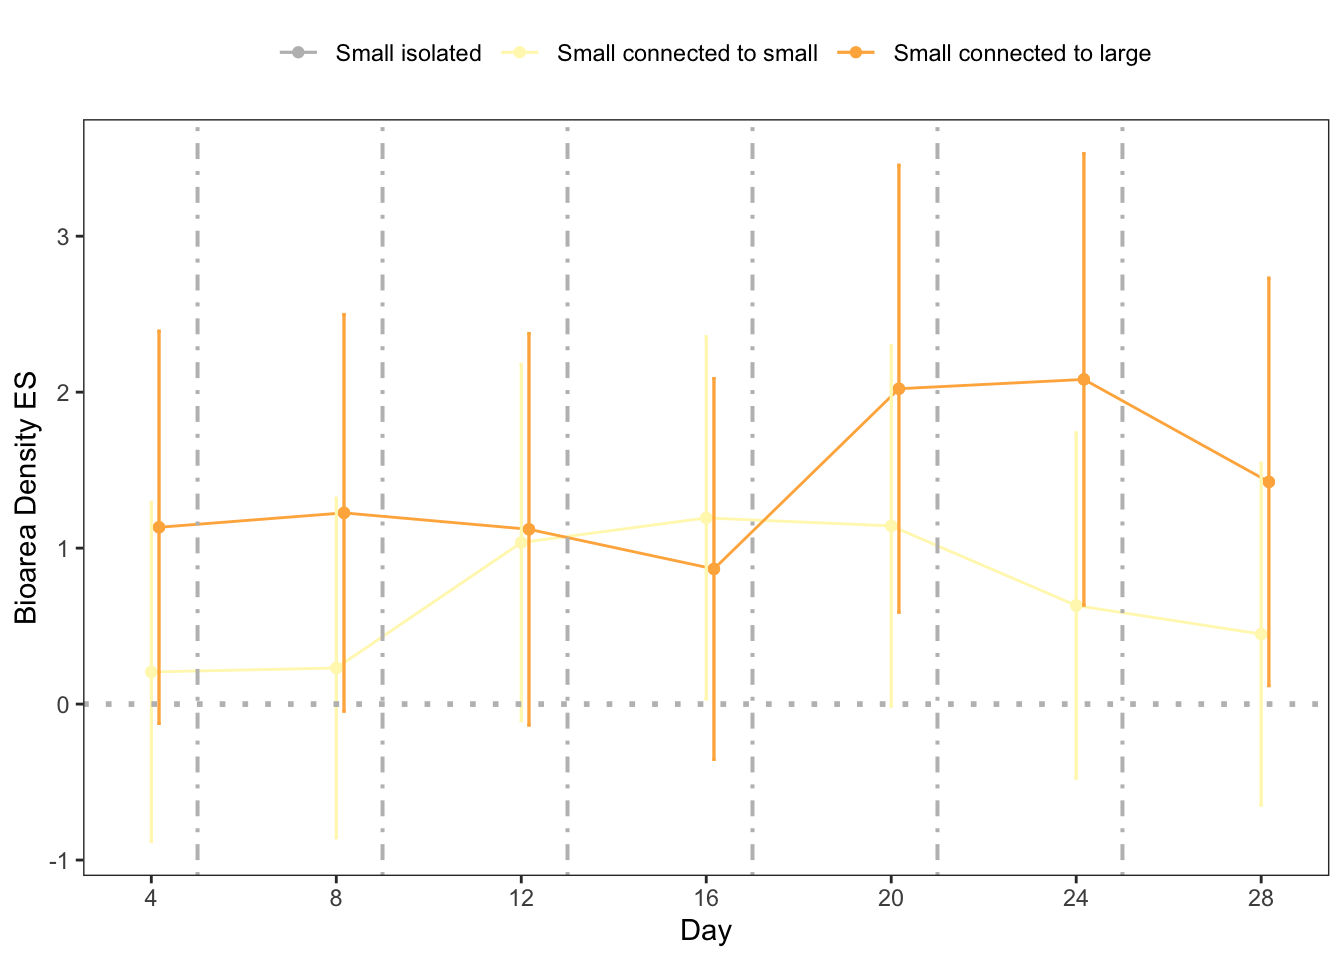 Small isolated Small connected to small Small connected to large
Bioarea Density ES
3
2
1
0
-1
4 8 12 16 20 24 28
Day